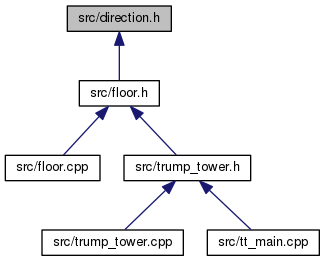 src/direction.h
src/floor.h
src/floor.cpp
src/trump_tower.h
src/trump_tower.cpp
src/tt_main.cpp